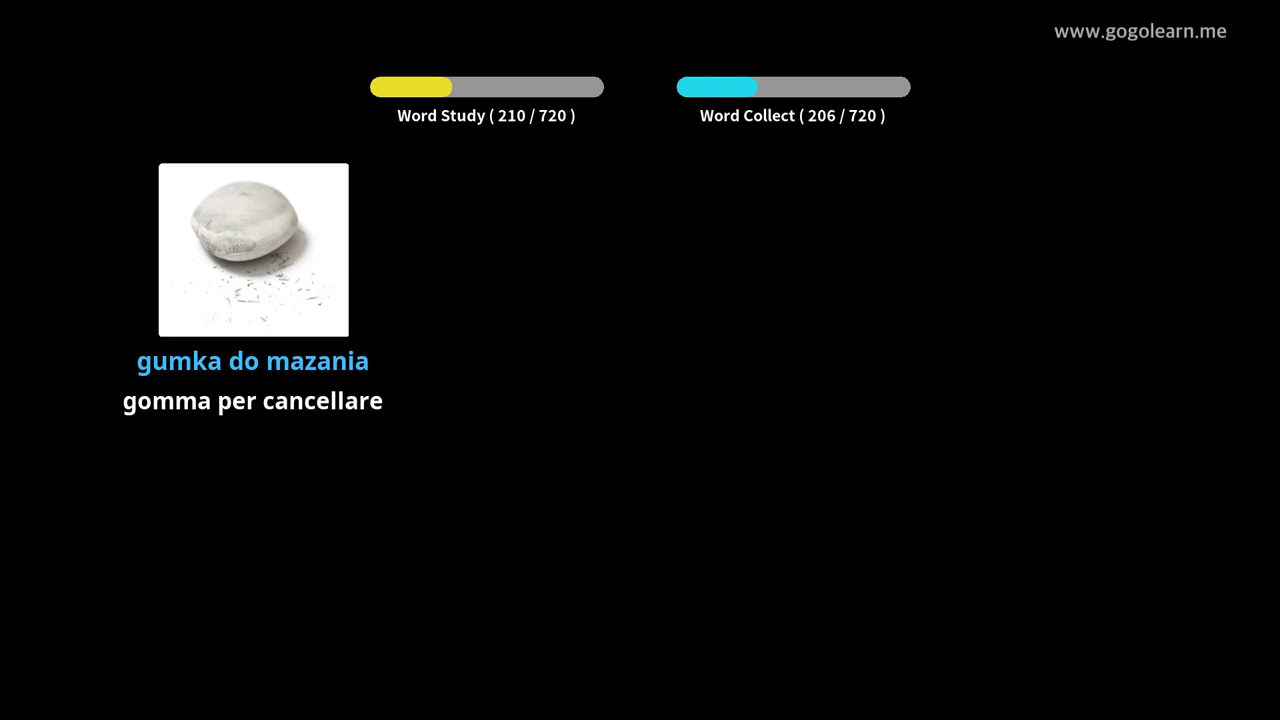 www.gogolearn.me
Word Study ( 210 / 720 )
Word Collect ( 206 / 720 )
gumka do mazania
gomma per cancellare